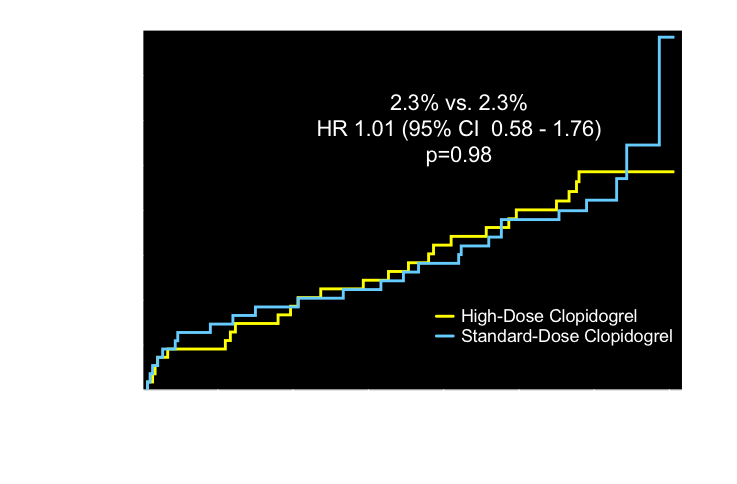 2.3% vs. 2.3%
HR 1.01 (95% CI  0.58 - 1.76)
p=0.98
High-Dose Clopidogrel
Standard-Dose Clopidogrel